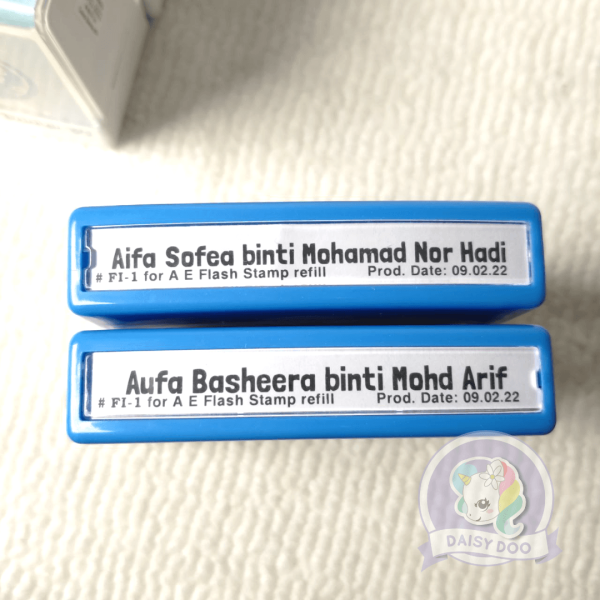 Aifa Sofea binti Mohamad Nor Hadi
# FI-1 for A E Flash Stamp refill Prod. Date: 09.02.22
Aufa Basheera binti Mohd Arif
# FI-1 for A E Flash Stamp refill Prod. Date: 09.02.22
DAISY DOO